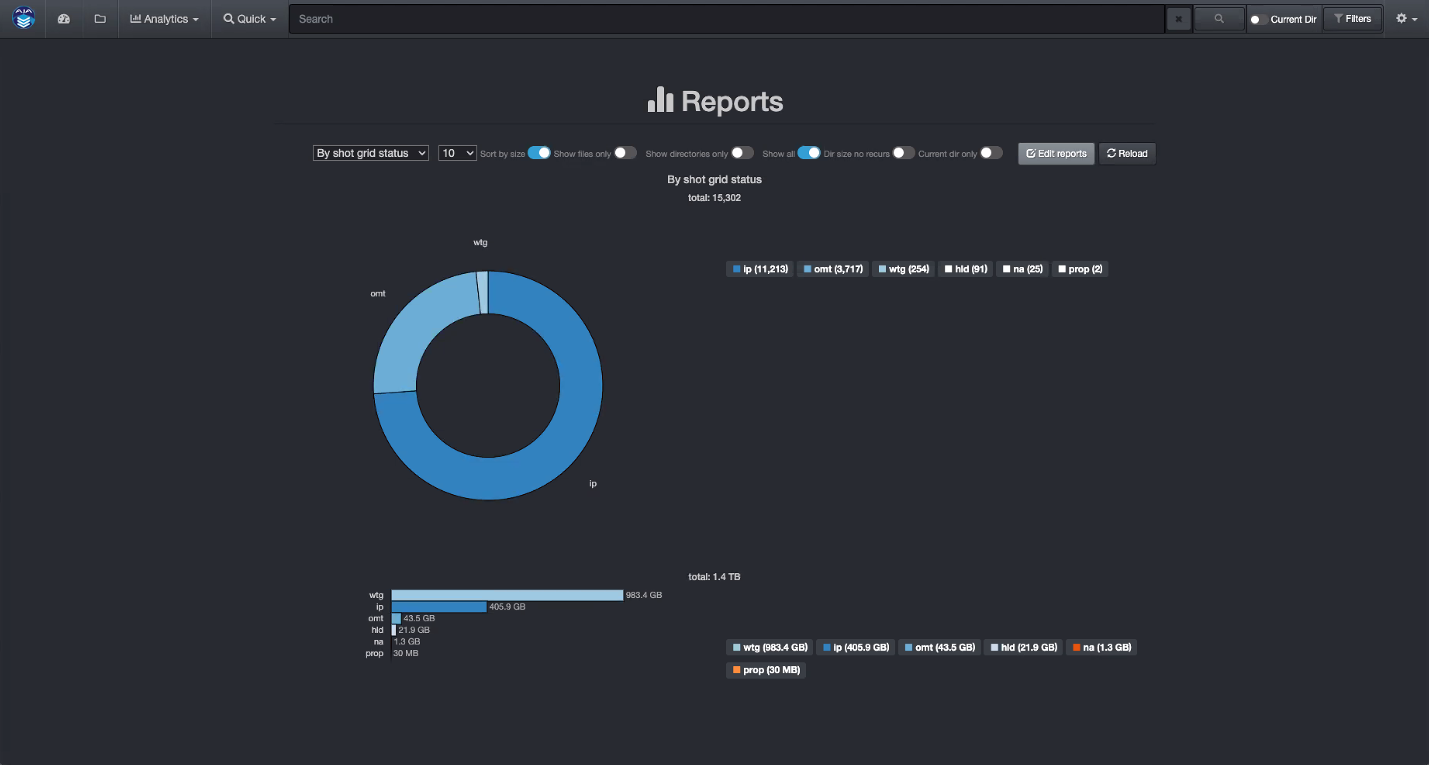 AJA
Analytics Quick Search Current Dir Filters
Reports
By shot grid status 10 Sort by size Show files only Show directories only Show all Dir size no recurs Current dir only Edit reports Reload
By shot grid status
total: 15,302
wtg
ip (11,213) omt (3,717) wtg (254) hld (91) na (25) prop (2)
omt
ip
total: 1.4 TB
wtg 983.4 GB
ip 405.9 GB
omt 43.5 GB
hld 21.9 GB
na 1.3 GB
prop 30 MB
wtg (983.4 GB) ip (405.9 GB) omt (43.5 GB) hld (21.9 GB) na (1.3 GB)
prop (30 MB)